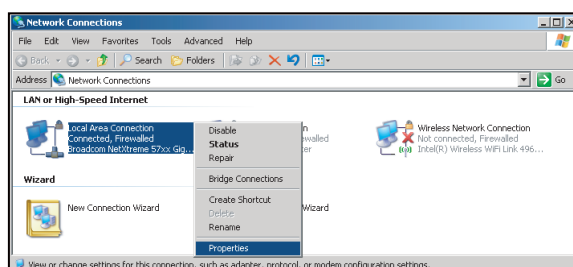 Network Connections
File Edit View Favorites Tools Advanced Help
Back Search Folders
Address Network Connections Go
LAN or High-Speed Internet
Local Area Connection
Connected, Firewalled
Broadcom NetXtreme 57xx Gig...
Disable
Status
Repair
Bridge Connections
Create Shortcut
Delete
Rename
Properties
Wireless Network Connection
Not connected, Firewalled
Intel(R) Wireless WiFi Link 496...
Wizard
New Connection Wizard
Wizard
View or change settings for this connection, such as adapter, protocol, or modem configuration settings.